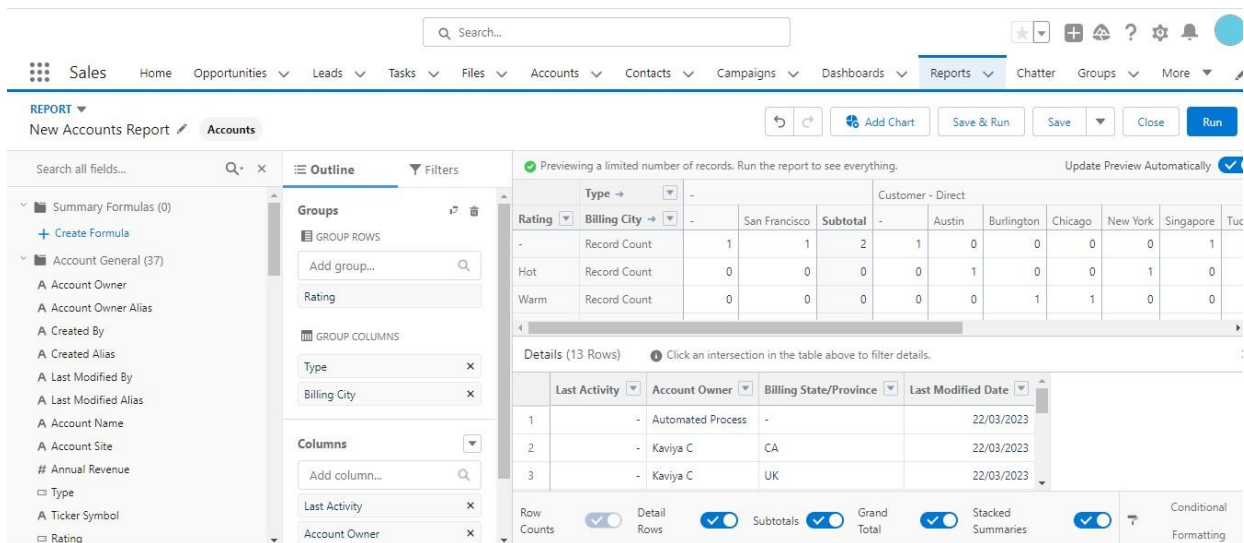 Search...
Sales Home Opportunities Leads Tasks Files Accounts Contacts Campaigns Dashboards Reports Chatter Groups More
REPORT
New Accounts Report Accounts
Add Chart Save & Run Save Close Run
Search all fields...
Summary Formulas (0)
+ Create Formula
Account General (37)
A Account Owner
A Account Owner Alias
A Created By
A Created Alias
A Last Modified By
A Last Modified Alias
A Account Name
A Account Site
# Annual Revenue
Type
A Ticker Symbol
Rating
Outline Filters
Groups
GROUP ROWS
Add group...
Rating
GROUP COLUMNS
Type
Billing City
Columns
Add column...
Last Activity
Account Owner
Previewing a limited number of records. Run the report to see everything. Update Preview Automatically
Type → - Customer - Direct
Rating Billing City → - San Francisco Subtotal - Austin Burlington Chicago New York Singapore Tuc
- Record Count 1 1 2 1 0 0 0 0 1
Hot Record Count 0 0 0 0 1 0 0 1 0
Warm Record Count 0 0 0 0 0 1 1 0 0
Details (13 Rows) Click an intersection in the table above to filter details.
Last Activity Account Owner Billing State/Province Last Modified Date
1 - Automated Process - 22/03/2023
2 - Kaviya C CA 22/03/2023
3 - Kaviya C UK 22/03/2023
Row Counts Detail Rows Subtotals Grand Total Stacked Summaries Conditional Formatting